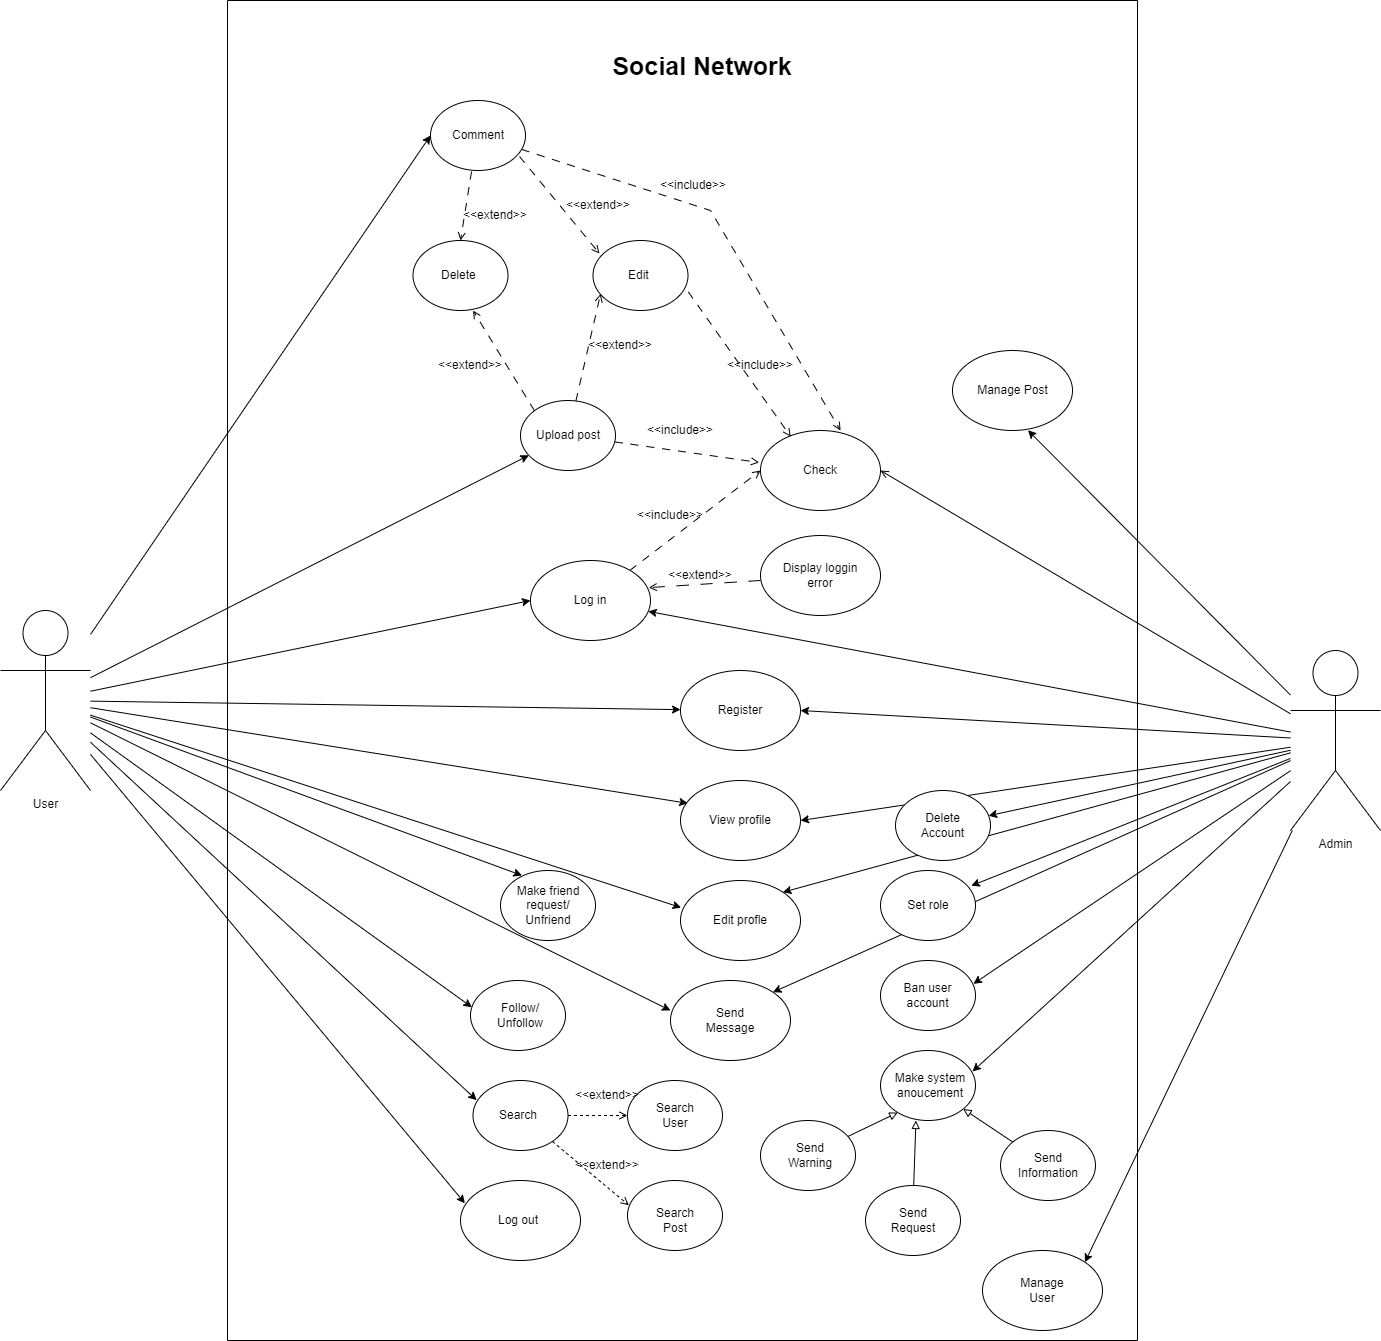 Social Network
Comment
<<include>>
<<extend>>
<<extend>>
Delete
Edit
<<extend>>
<<extend>>
<<include>>
Manage Post
Upload post
<<include>>
Check
<<include>>
Display loggin
error
<<extend>>
Log in
Register
User
View profile
Delete
Account
Admin
Make friend
request/
Unfriend
Edit profle
Set role
Ban user
account
Follow/
Unfollow
Send
Message
Make system
anoucement
Search
<<extend>>
Search
User
Send
Warning
Send
Information
<<extend>>
Log out
Search
Post
Send
Request
Manage
User